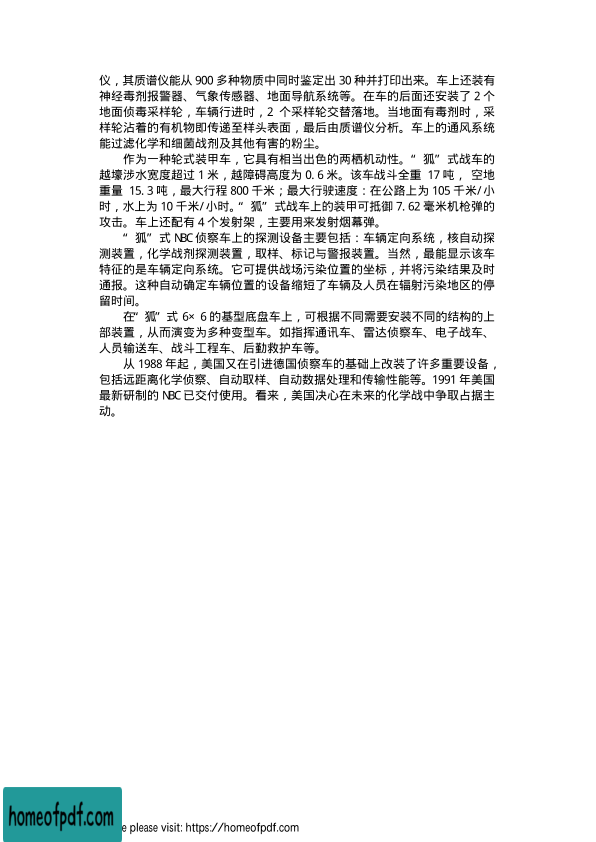 仪，其质谱仪能从 900 多种物质中同时鉴定出 30 种并打印出来。车上还装有
神经毒剂报警器、气象传感器、地面导航系统等。在车的后面还安装了 2 个
地面侦毒采样轮，车辆行进时，2 个采样轮交替落地。当地面有毒剂时，采
样轮沾着的有机物即传递至样头表面，最后由质谱仪分析。车上的通风系统
能过滤化学和细菌战剂及其他有害的粉尘。
作为一种轮式装甲车，它具有相当出色的两栖机动性。“狐”式战车的
越壕涉水宽度超过 1 米，越障碍高度为 0.6 米。该车战斗全重 17 吨， 空地
重量 15.3 吨，最大行程 800 千米；最大行驶速度：在公路上为 105 千米/小
时，水上为 10 千米/小时。“狐”式战车上的装甲可抵御 7.62 毫米机枪弹的
攻击。车上还配有 4 个发射架，主要用来发射烟幕弹。
“狐”式 NBC 侦察车上的探测设备主要包括：车辆定向系统，核自动探
测装置，化学战剂探测装置，取样、标记与警报装置。当然，最能显示该车
特征的是车辆定向系统。它可提供战场污染位置的坐标，并将污染结果及时
通报。这种自动确定车辆位置的设备缩短了车辆及人员在辐射污染地区的停
留时间。
在“狐”式 6×6 的基型底盘车上，可根据不同需要安装不同的结构的上
部装置，从而演变为多种变型车。如指挥通讯车、雷达侦察车、电子战车、
人员输送车、战斗工程车、后勤救护车等。
从 1988 年起，美国又在引进德国侦察车的基础上改装了许多重要设备，
包括远距离化学侦察、自动取样、自动数据处理和传输性能等。1991 年美国
最新研制的 NBC 已交付使用。看来，美国决心在未来的化学战中争取占据主
动。
homeofpdf.com
please visit: https://homeofpdf.com